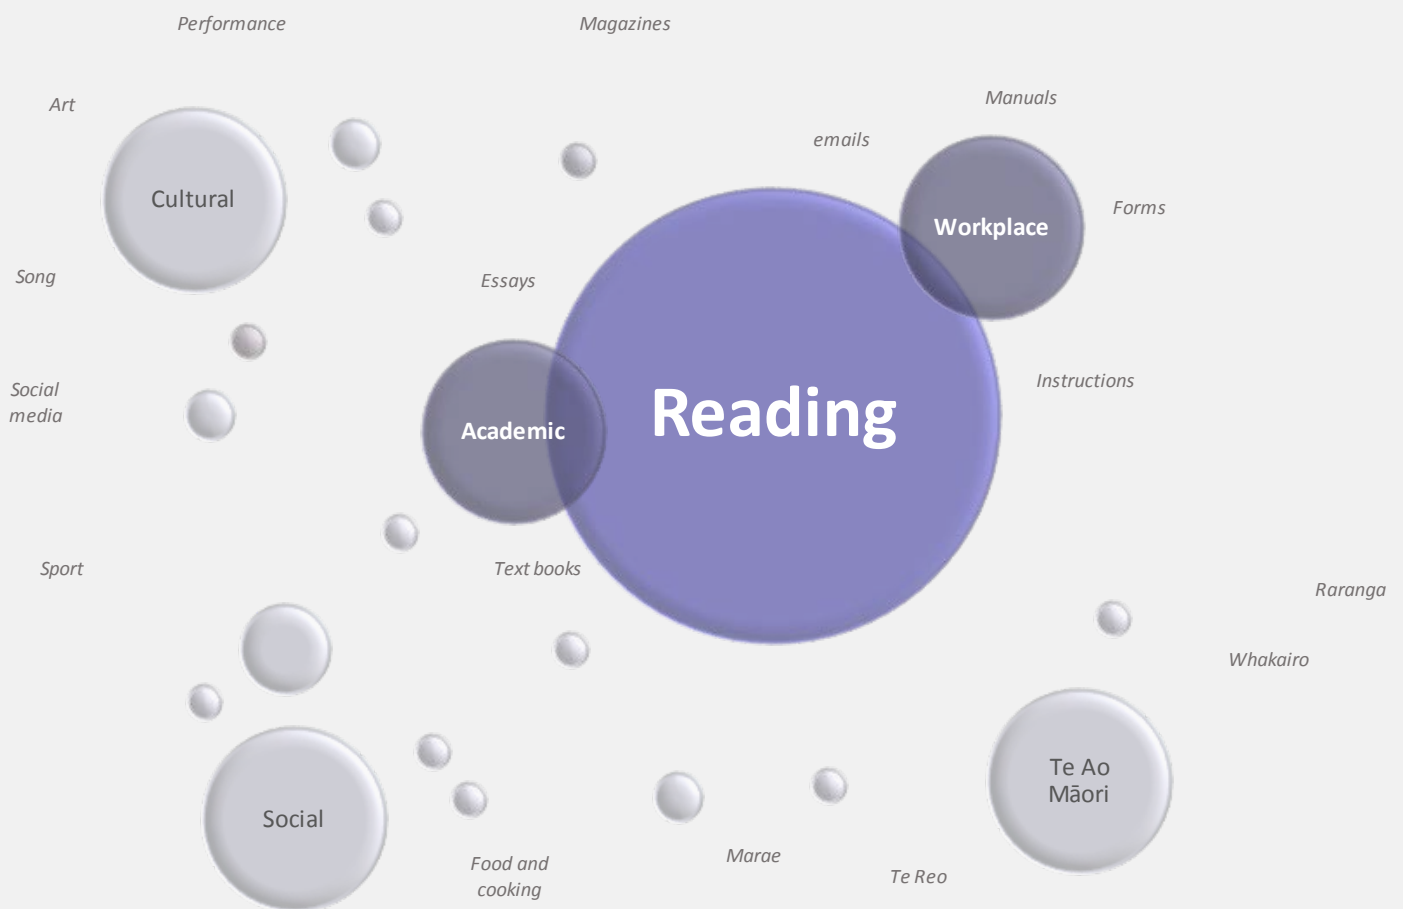 Performance
Magazines
Art
Manuals
emails
Cultural
Forms
Workplace
Song
Essays
Social
media
Instructions
Reading
Academic
Sport
Text books
Raranga
Whakairo
Te Ao
Māori
Social
Food and
cooking
Marae
Te Reo